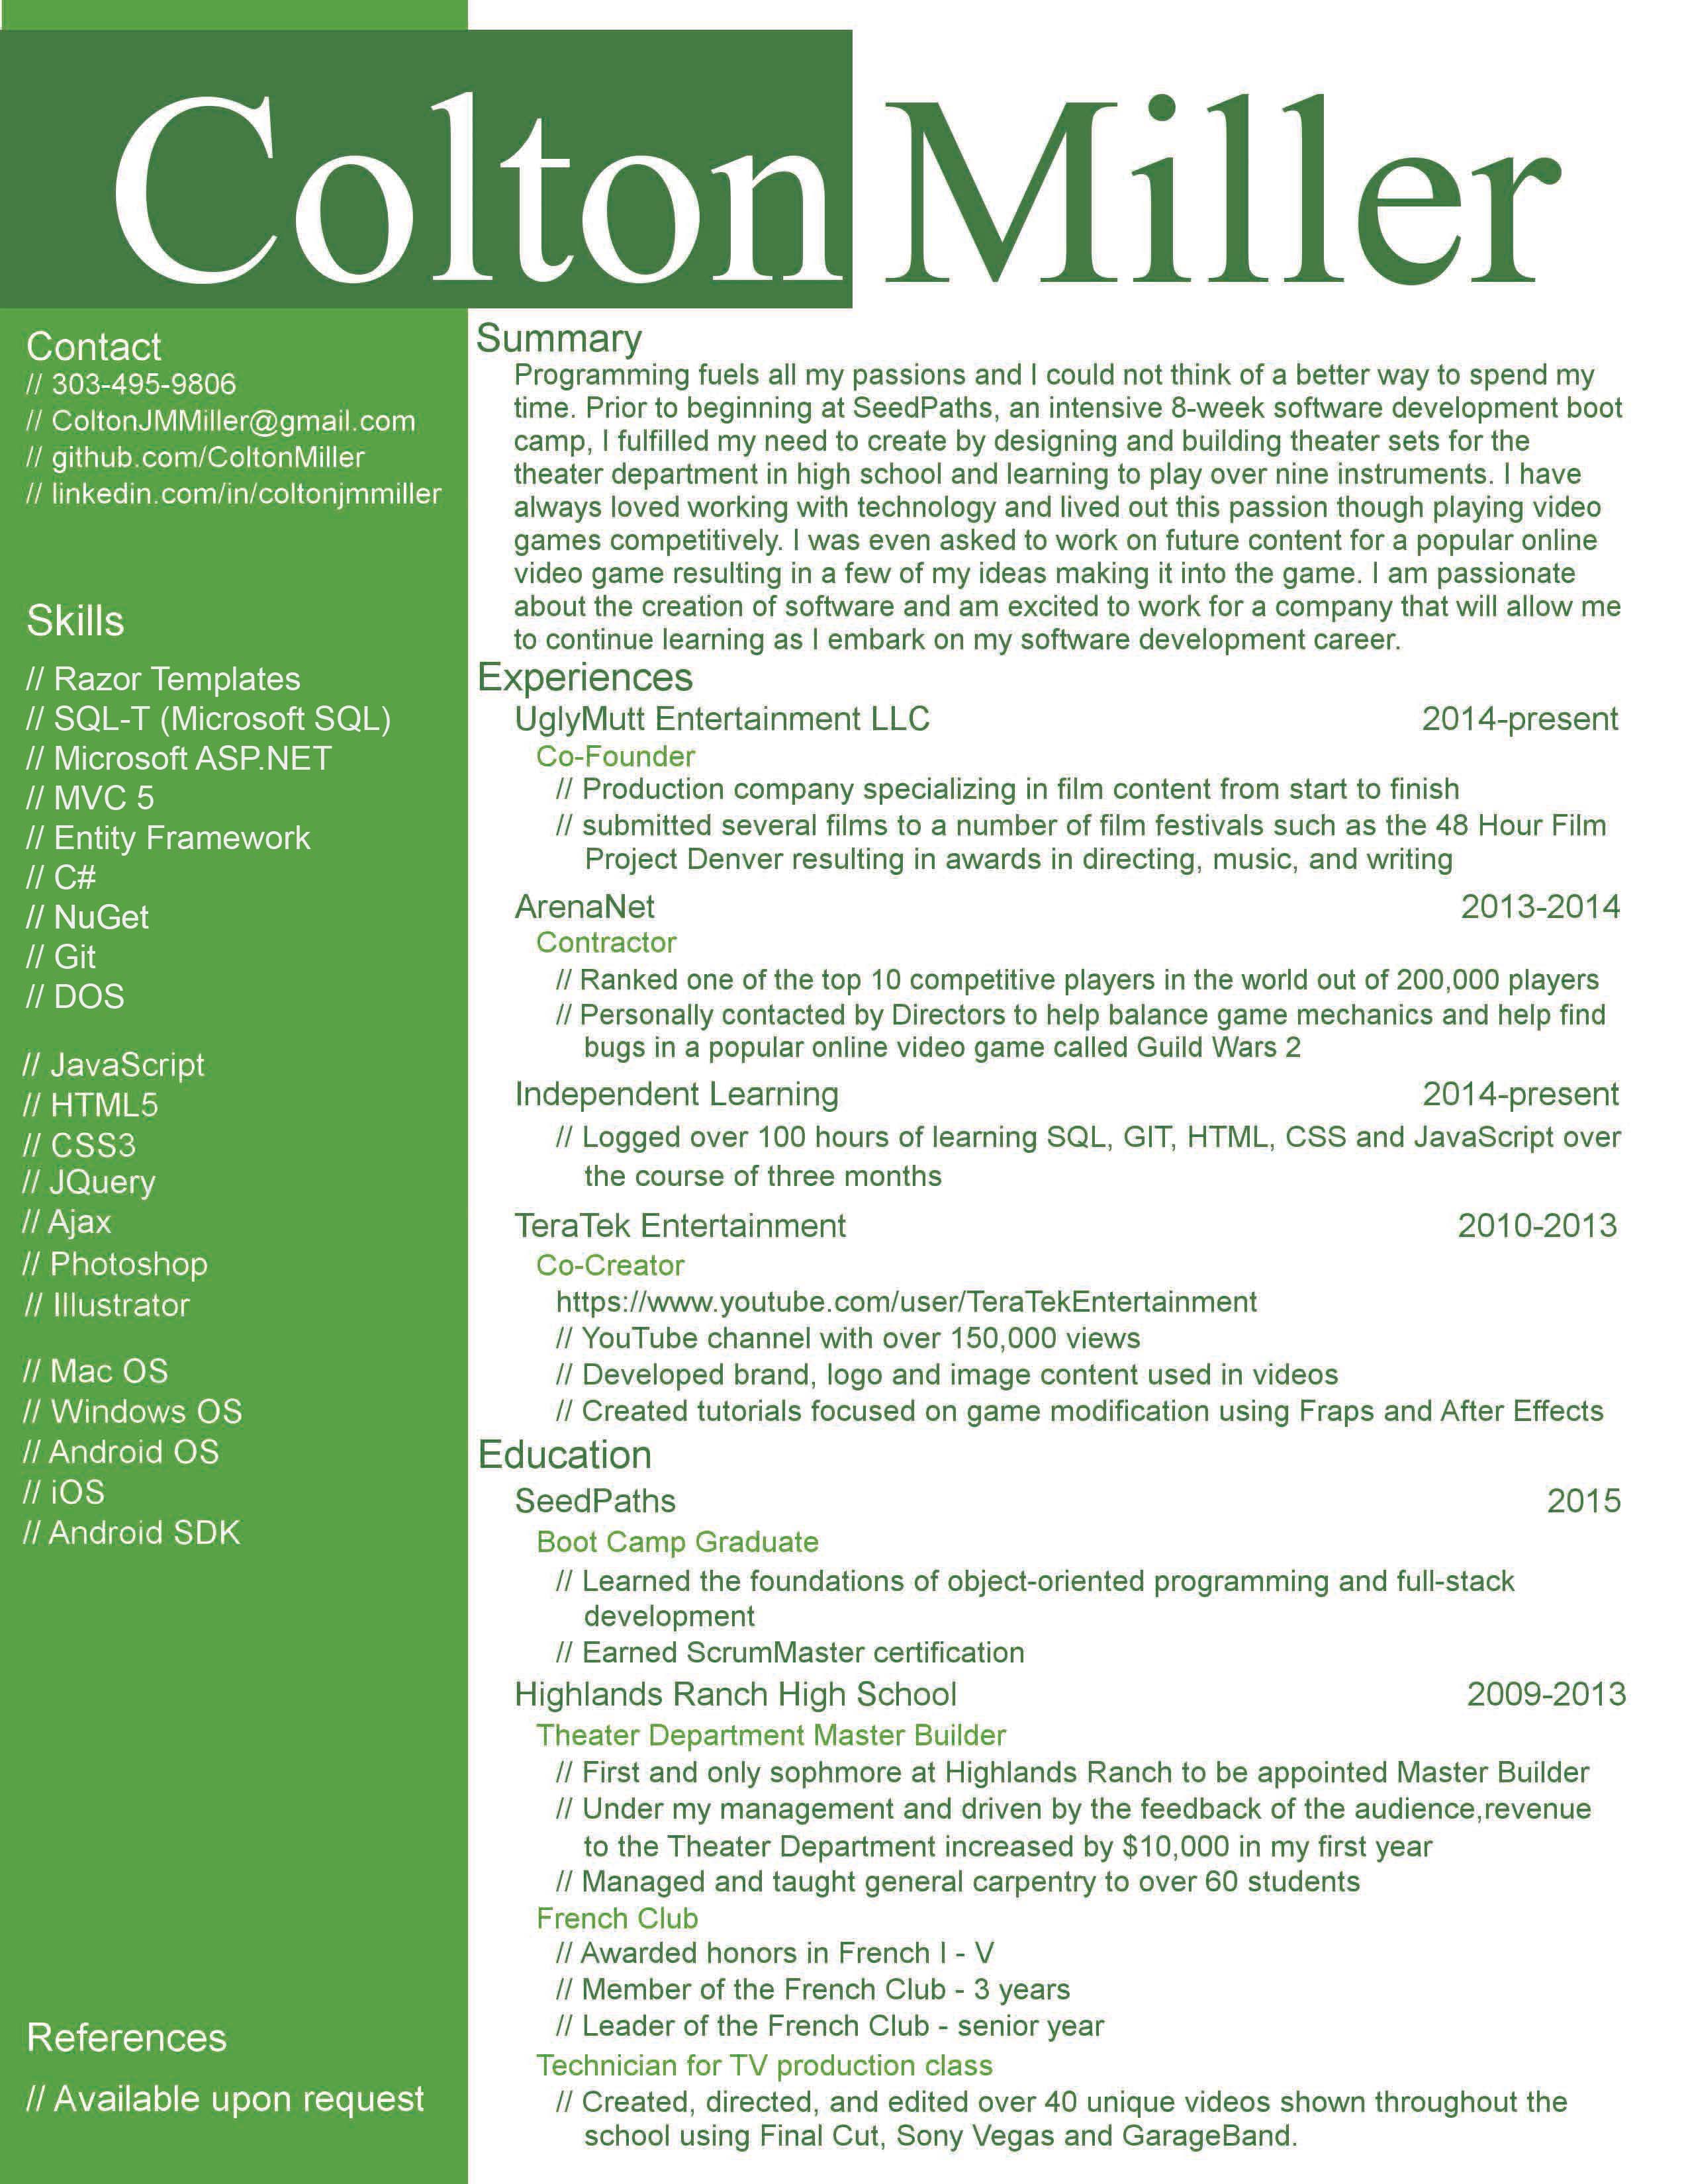 Colton Miller
Contact
// 303-495-9806
// ColtonJMMiller@gmail.com
// github.com/ColtonMiller
// linkedin.com/in/coltonjmmiller
Skills
// Razor Templates
// SQL-T (Microsoft SQL)
// Microsoft ASP.NET
// MVC 5
// Entity Framework
// C#
// NuGet
// Git
// DOS
// JavaScript
// HTML5
// CSS3
// JQuery
// Ajax
// Photoshop
// Illustrator
// Mac OS
// Windows OS
// Android OS
// iOS
// Android SDK
References
// Available upon request
Summary
Programming fuels all my passions and I could not think of a better way to spend my
time. Prior to beginning at SeedPaths, an intensive 8-week software development boot
camp, I fulfilled my need to create by designing and building theater sets for the
theater department in high school and learning to play over nine instruments. I have
always loved working with technology and lived out this passion though playing video
games competitively. I was even asked to work on future content for a popular online
video game resulting in a few of my ideas making it into the game. I am passionate
about the creation of software and am excited to work for a company that will allow me
to continue learning as I embark on my software development career.
Experiences
UglyMutt Entertainment LLC 2014-present
Co-Founder
// Production company specializing in film content from start to finish
// submitted several films to a number of film festivals such as the 48 Hour Film
Project Denver resulting in awards in directing, music, and writing
ArenaNet 2013-2014
Contractor
// Ranked one of the top 10 competitive players in the world out of 200,000 players
// Personally contacted by Directors to help balance game mechanics and help find
bugs in a popular online video game called Guild Wars 2
Independent Learning 2014-present
// Logged over 100 hours of learning SQL, GIT, HTML, CSS and JavaScript over
the course of three months
TeraTek Entertainment 2010-2013
Co-Creator
https://www.youtube.com/user/TeraTekEntertainment
// YouTube channel with over 150,000 views
// Developed brand, logo and image content used in videos
// Created tutorials focused on game modification using Fraps and After Effects
Education
SeedPaths 2015
Boot Camp Graduate
// Learned the foundations of object-oriented programming and full-stack
development
// Earned ScrumMaster certification
Highlands Ranch High School 2009-2013
Theater Department Master Builder
// First and only sophmore at Highlands Ranch to be appointed Master Builder
// Under my management and driven by the feedback of the audience,revenue
to the Theater Department increased by $10,000 in my first year
// Managed and taught general carpentry to over 60 students
French Club
// Awarded honors in French I - V
// Member of the French Club - 3 years
// Leader of the French Club - senior year
Technician for TV production class
// Created, directed, and edited over 40 unique videos shown throughout the
school using Final Cut, Sony Vegas and GarageBand.